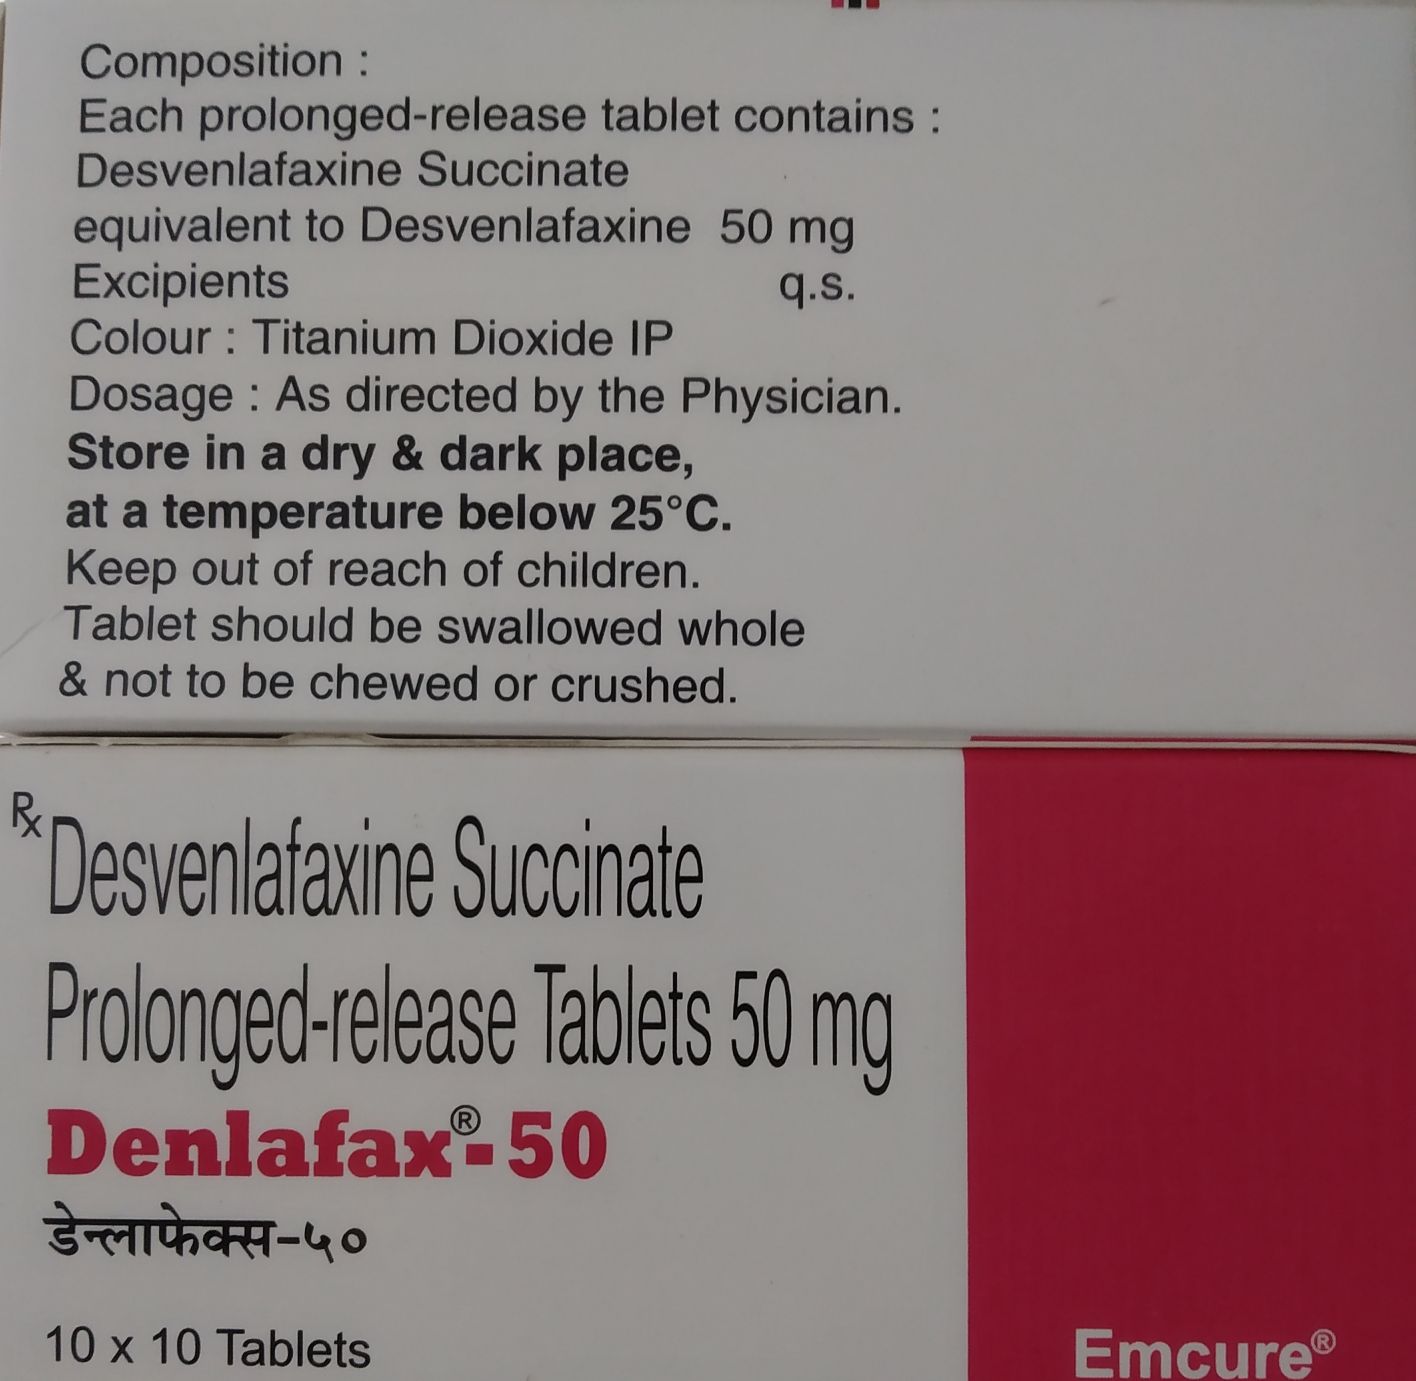 Composition :
Each prolonged-release tablet contains :
Desvenlafaxine Succinate
equivalent to Desvenlafaxine 50 mg
Excipients q.s.
Colour : Titanium Dioxide IP
Dosage : As directed by the Physician.
Store in a dry & dark place,
at a temperature below 25°C.
Keep out of reach of children.
Tablet should be swallowed whole
& not to be chewed or crushed.
Rx Desvenlafaxine Succinate
Prolonged-release Tablets 50 mg
Denlafax®-50
डेन्लाफेक्स-५०
10 x 10 Tablets
Emcure®